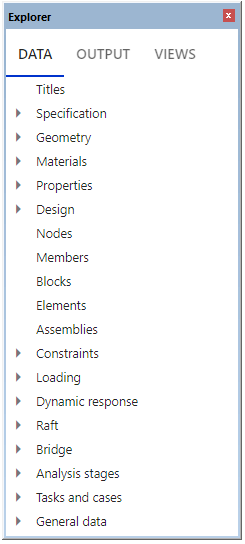 Explorer x
DATA OUTPUT VIEWS
Titles
Specification
Geometry
Materials
Properties
Design
Nodes
Members
Blocks
Elements
Assemblies
Constraints
Loading
Dynamic response
Raft
Bridge
Analysis stages
Tasks and cases
General data